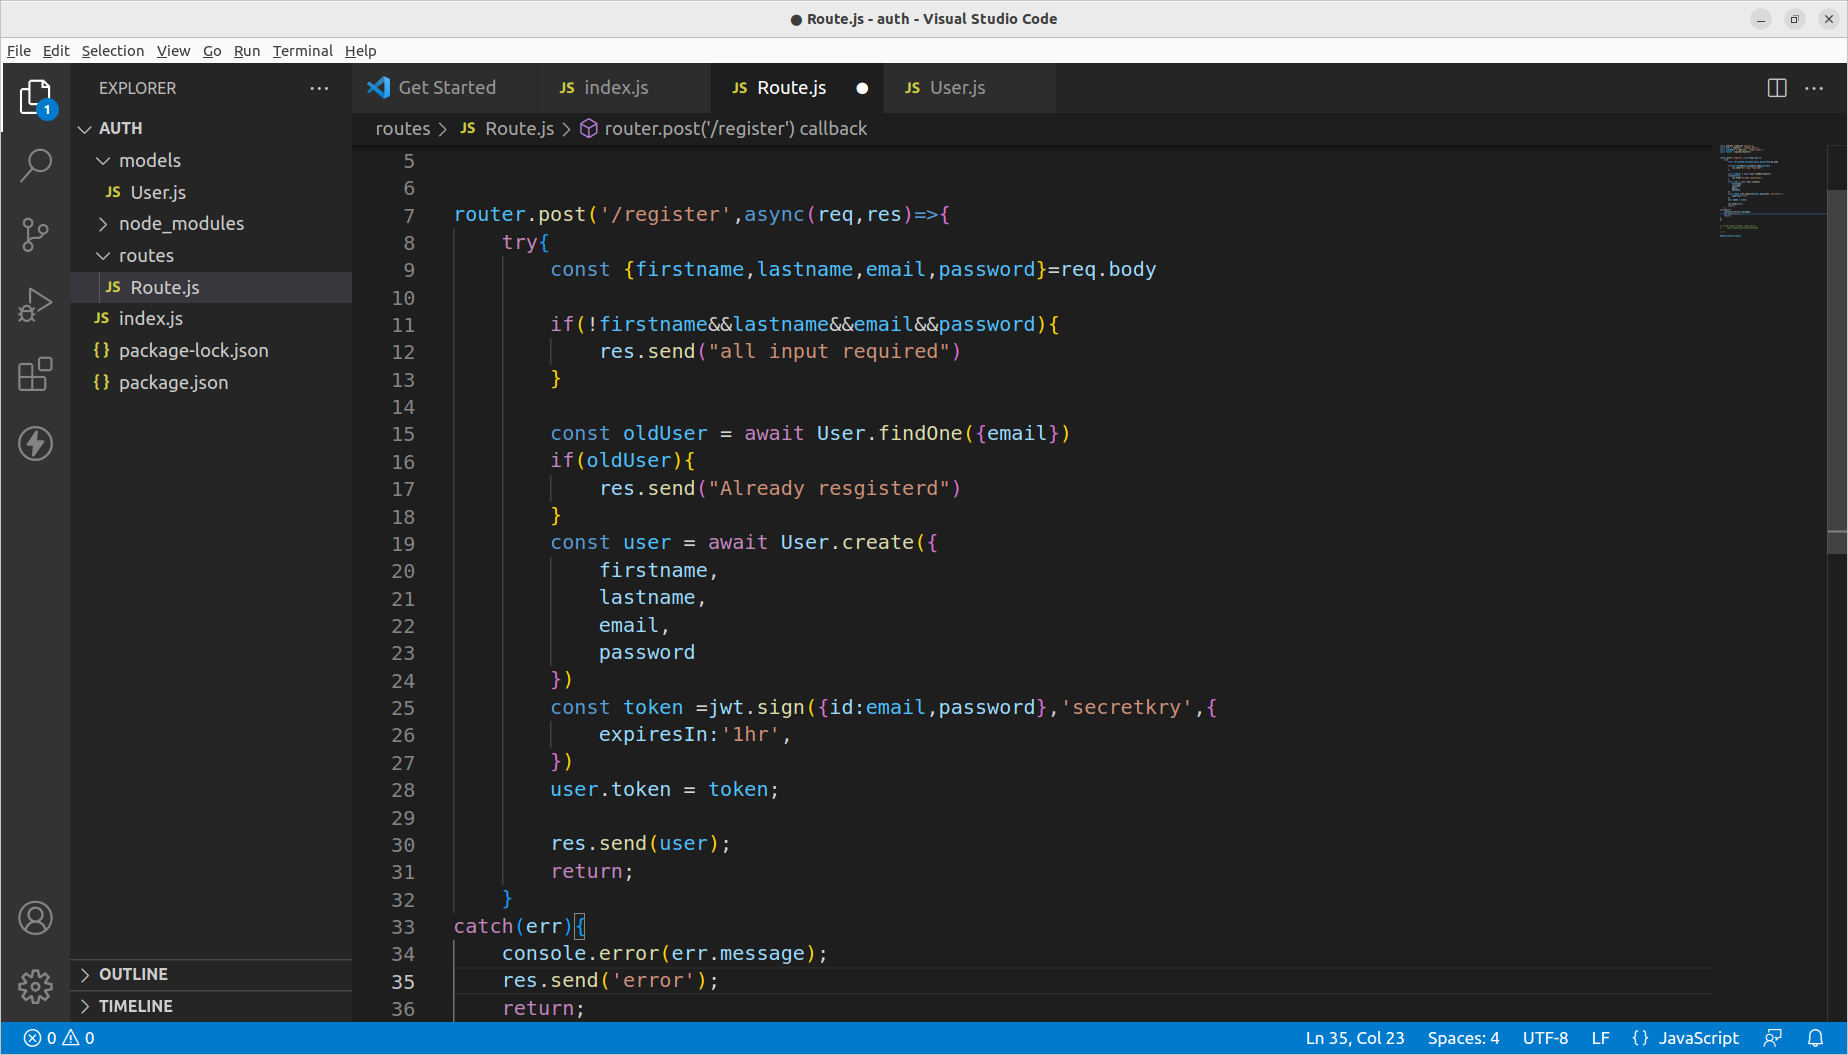 ● Route.js - auth - Visual Studio Code
File Edit Selection View Go Run Terminal Help
1
EXPLORER ···
AUTH
models
JS User.js
node_modules
routes
JS Route.js
JS index.js
{} package-lock.json
{} package.json
OUTLINE
TIMELINE
Get Started
JS index.js
JS Route.js ●
JS User.js
···
routes > JS Route.js > router.post('/register') callback
5
6
7 router.post('/register',async(req,res)=>{
8 try{
9 const {firstname,lastname,email,password}=req.body
10
11 if(!firstname&&lastname&&email&&password){
12 res.send("all input required")
13 }
14
15 const oldUser = await User.findOne({email})
16 if(oldUser){
17 res.send("Already resgisterd")
18 }
19 const user = await User.create({
20 firstname,
21 lastname,
22 email,
23 password
24 })
25 const token =jwt.sign({id:email,password},'secretkry',{
26 expiresIn:'1hr',
27 })
28 user.token = token;
29
30 res.send(user);
31 return;
32 }
33 catch(err){
34 console.error(err.message);
35 res.send('error');
36 return;
0 0
Ln 35, Col 23 Spaces: 4 UTF-8 LF {} JavaScript